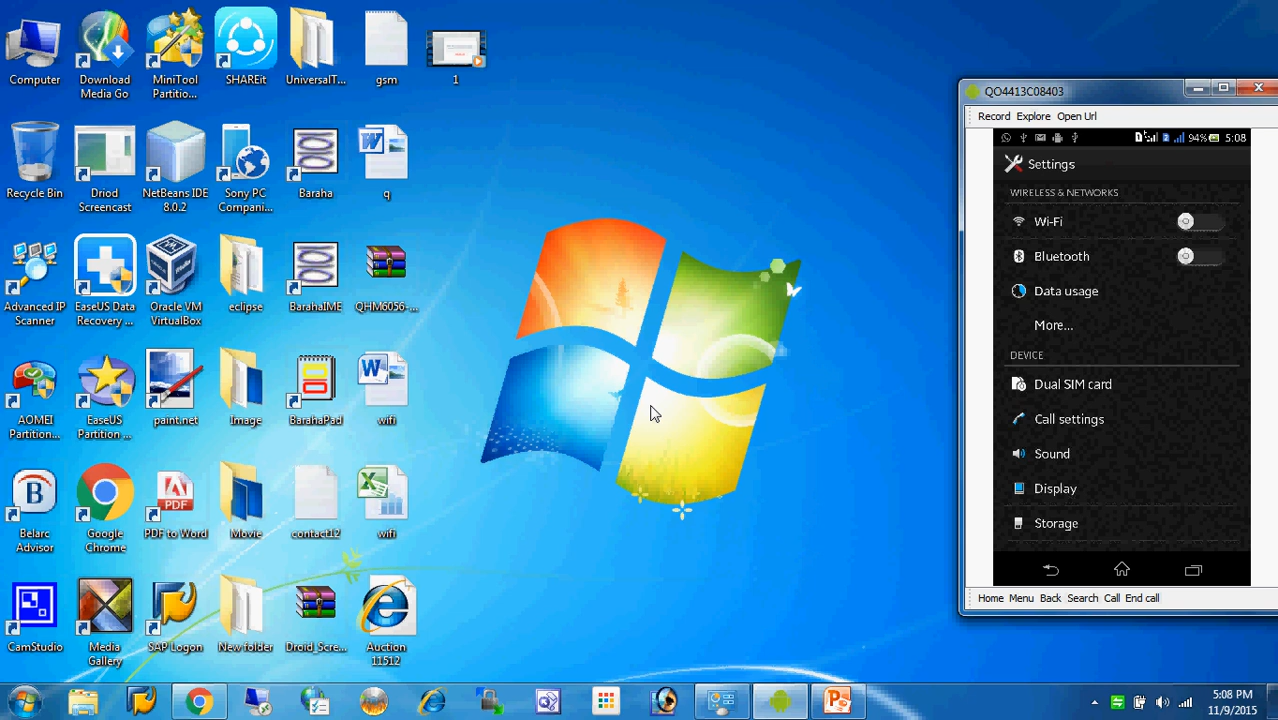 Computer
Download
Media Go
MiniTool
Partitio...
SHAREit
UniversalT...
gsm
1
Recycle Bin
Driod
Screencast
NetBeans IDE
8.0.2
Sony PC
Compani...
Baraha
q
Advanced IP
Scanner
EaseUS Data
Recovery ...
Oracle VM
VirtualBox
eclipse
BarahaIME
QHM6056-...
AOMEI
Partition...
EaseUS
Partition ...
paint.net
Image
BarahaPad
wifi
Belarc
Advisor
Google
Chrome
PDF to Word
Movie
contact12
wifi
CamStudio
Media
Gallery
SAP Logon
New folder
Droid_Scre...
Auction
11512
QO4413C08403
Record Explore Open Url
94% 5:08
Settings
WIRELESS & NETWORKS
Wi-Fi
Bluetooth
Data usage
More...
DEVICE
Dual SIM card
Call settings
Sound
Display
Storage
Home Menu Back Search Call End call
5:08 PM
11/9/2015